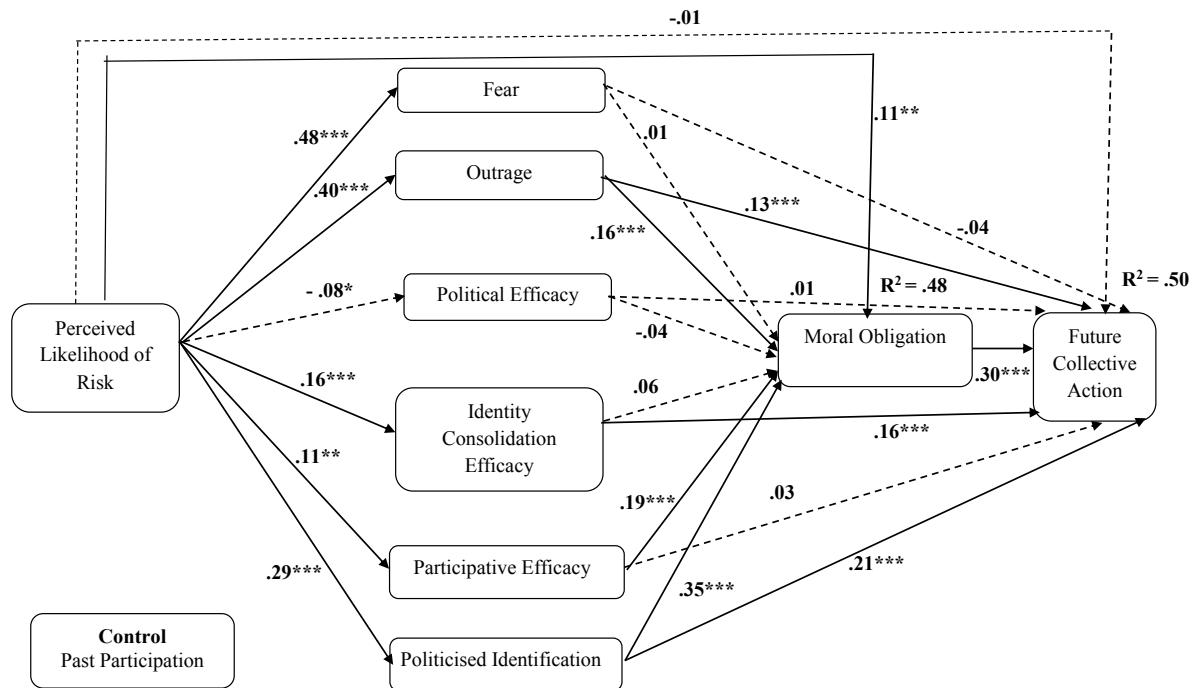 -.01
Fear
.11**
.48***
.01
Outrage
.40***
.13***
-.04
.16***
R² = .50
- .08*
Political Efficacy
.01
R² = .48
Perceived
Likelihood of
Risk
-.04
Moral Obligation
Future
Collective
Action
.16***
.06
.30***
Identity
Consolidation
Efficacy
.16***
.11**
.19***
.03
Participative Efficacy
.29***
.35***
.21***
Control
Past Participation
Politicised Identification